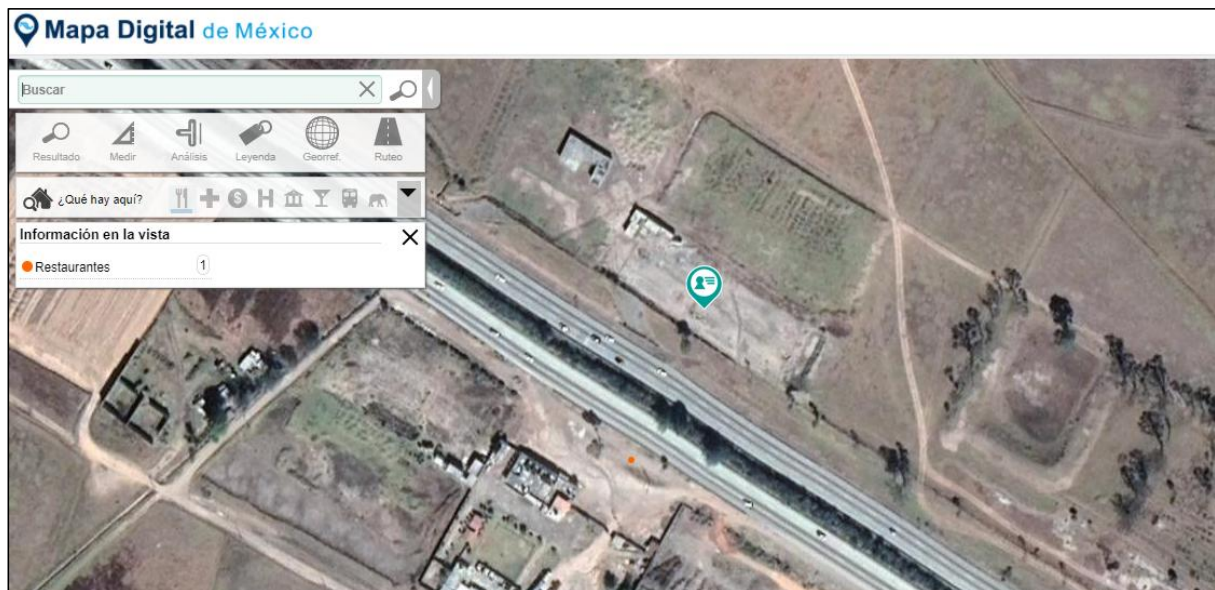 Mapa Digital de México
Buscar
Resultado Medir Análisis Leyenda Georref. Ruteo
¿Qué hay aquí?
Información en la vista
Restaurantes 1